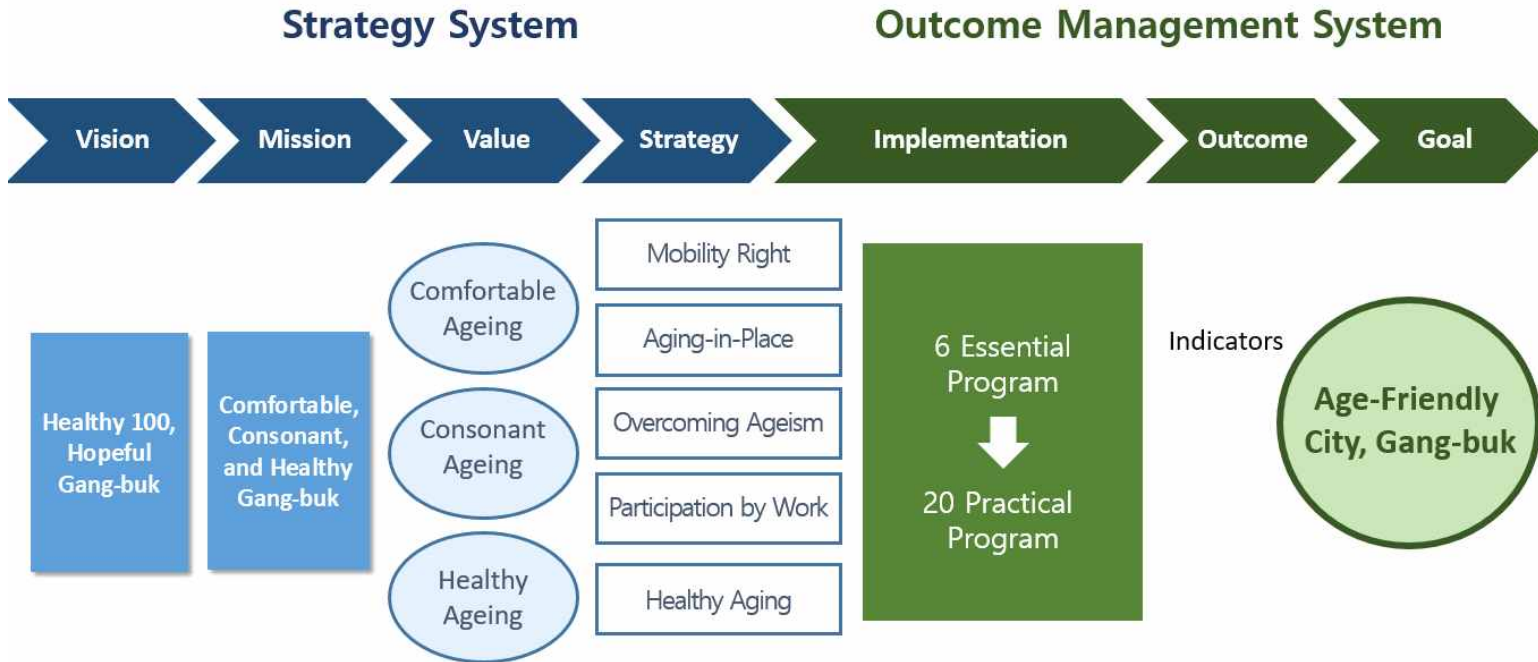 Strategy System
Outcome Management System
Vision
Mission
Value
Strategy
Implementation
Outcome
Goal
Healthy 100,
Hopeful
Gang-buk
Comfortable,
Consonant,
and Healthy
Gang-buk
Comfortable
Ageing
Consonant
Ageing
Healthy
Ageing
Mobility Right
Aging-in-Place
Overcoming Ageism
Participation by Work
Healthy Aging
6 Essential
Program
20 Practical
Program
Indicators
Age-Friendly
City, Gang-buk